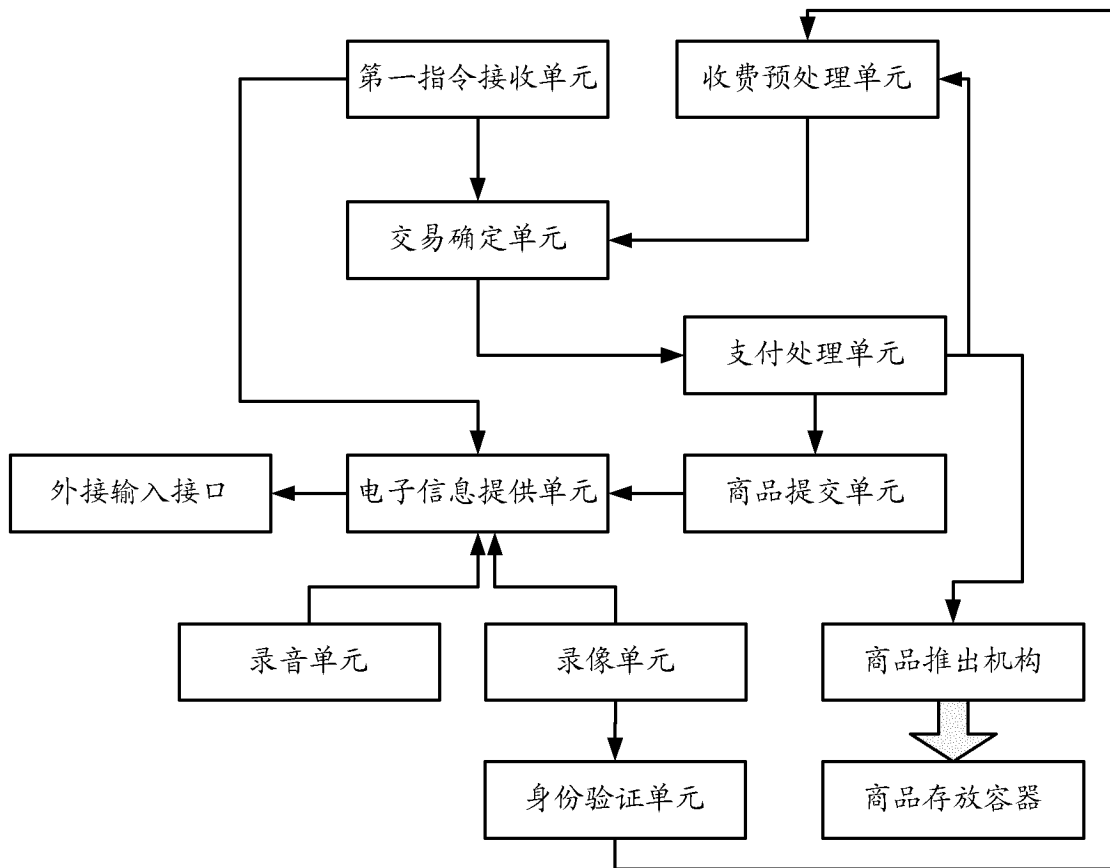 第一指令接收单元
收费预处理单元
交易确定单元
支付处理单元
外接输入接口
电子信息提供单元
商品提交单元
录音单元
录像单元
商品推出机构
身份验证单元
商品存放容器